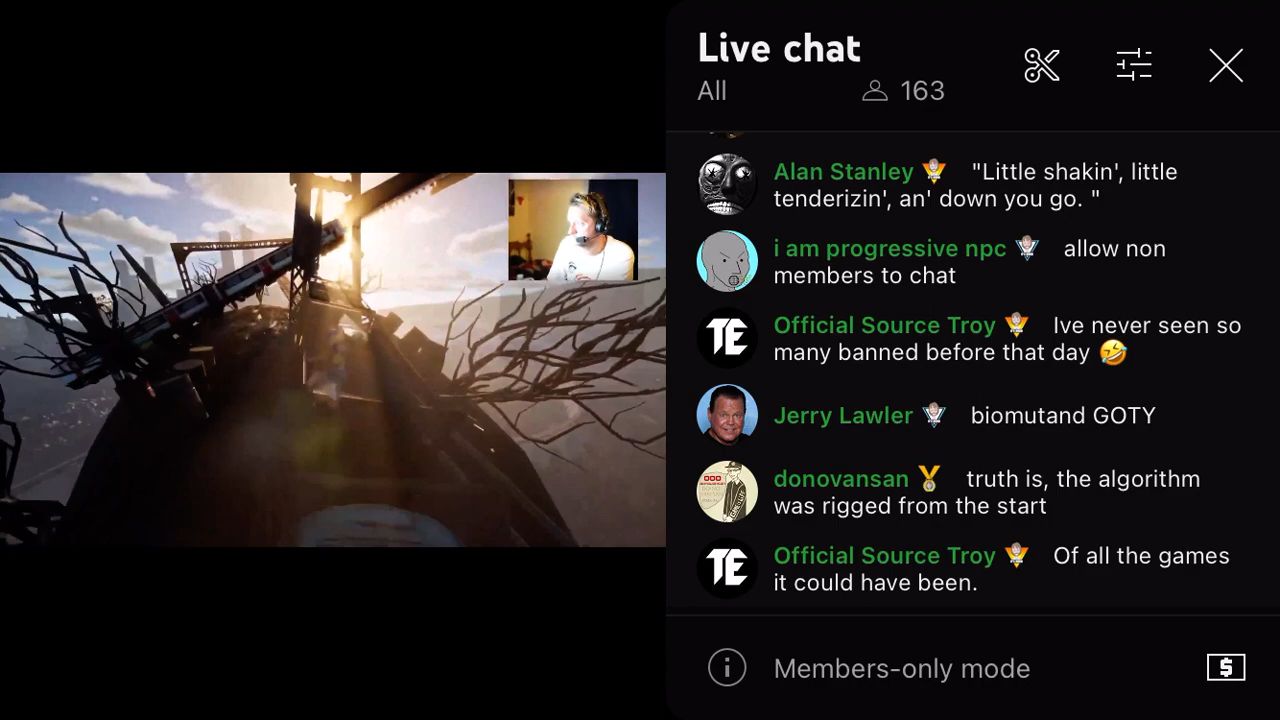 Live chat
All
163
Alan Stanley "Little shakin', little
tenderizin', an' down you go. "
i am progressive npc allow non
members to chat
TE
Official Source Troy Ive never seen so
many banned before that day 🤣
Jerry Lawler biomutand GOTY
donovansan truth is, the algorithm
was rigged from the start
TE
Official Source Troy Of all the games
it could have been.
Members-only mode
$